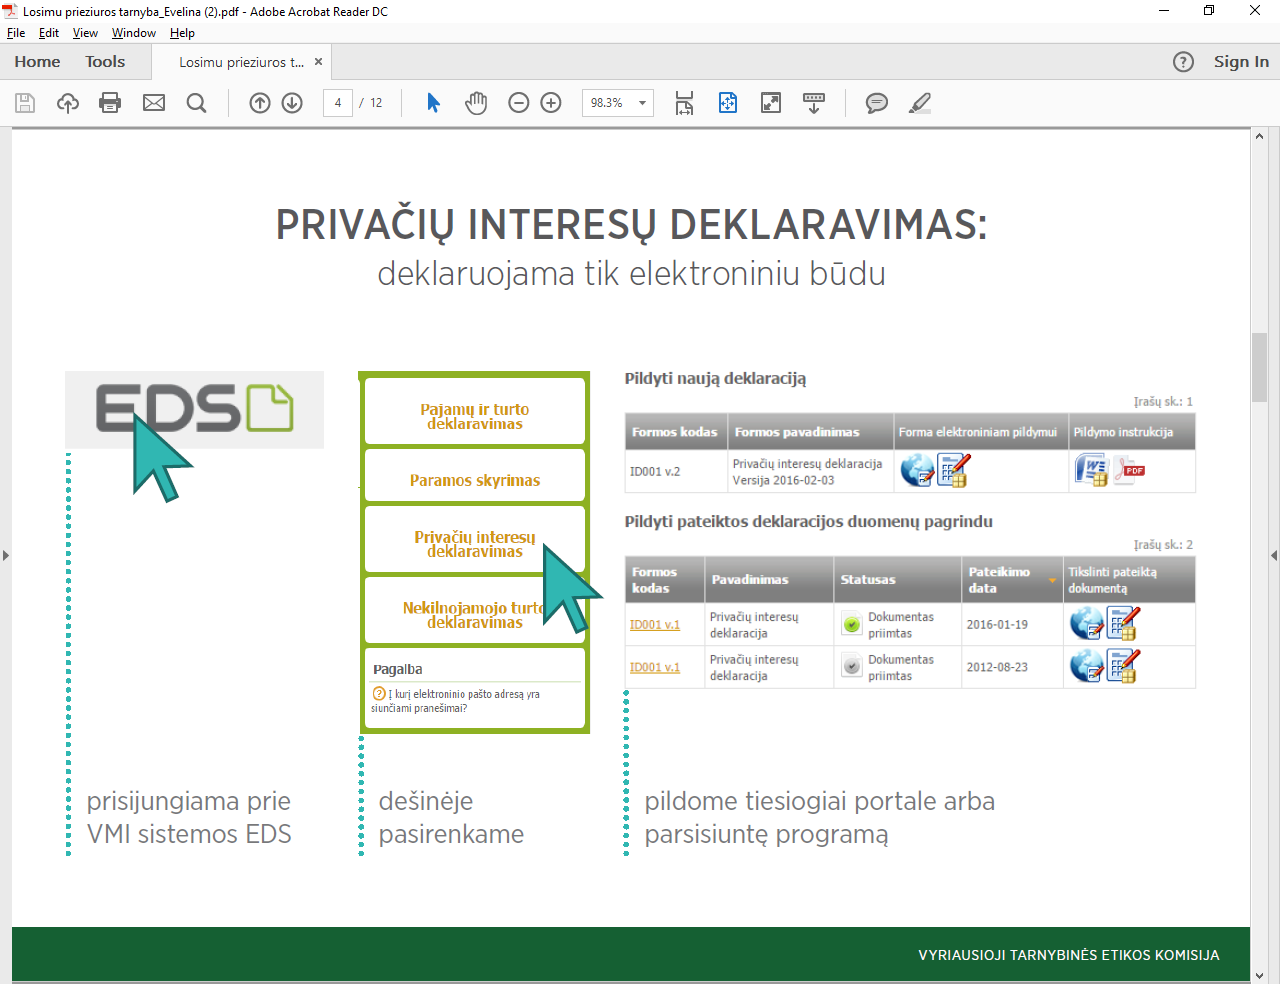 Losimu prieziuros tarnyba_Evelina (2).pdf - Adobe Acrobat Reader DC
File Edit View Window Help
Home Tools Losimu prieziuros t... × Sign In
4 / 12 98.3%
PRIVAČIŲ INTERESŲ DEKLARAVIMAS:
deklaruojama tik elektroniniu būdu
EDS
prisijungiama prie
VMI sistemos EDS
Pajamų ir turto
deklaravimas
Paramos skyrimas
Privačių interesų
deklaravimas
Nekilnojamojo turto
deklaravimas
Pagalba
Į kurį elektroninio pašto adresą yra
siunčiami pranešimai?
dešinėje
pasirenkame
Pildyti naują deklaraciją
Įrašų sk.: 1
Formos kodas Formos pavadinimas Forma elektroniniam pildymui Pildymo instrukcija
ID001 v.2 Privačių interesų deklaracija
Versija 2016-02-03
PDF
Pildyti pateiktos deklaracijos duomenų pagrindu
Įrašų sk.: 2
Formos
kodas Pavadinimas Statusas Pateikimo
data Tikslinti pateiktą
dokumentą
ID001 v.1 Privačių interesų
deklaracija Dokumentas
priimtas 2016-01-19
ID001 v.1 Privačių interesų
deklaracija Dokumentas
priimtas 2012-08-23
pildome tiesiogiai portale arba
parsisiuntę programą
VYRIAUSIOJI TARNYBINĖS ETIKOS KOMISIJA